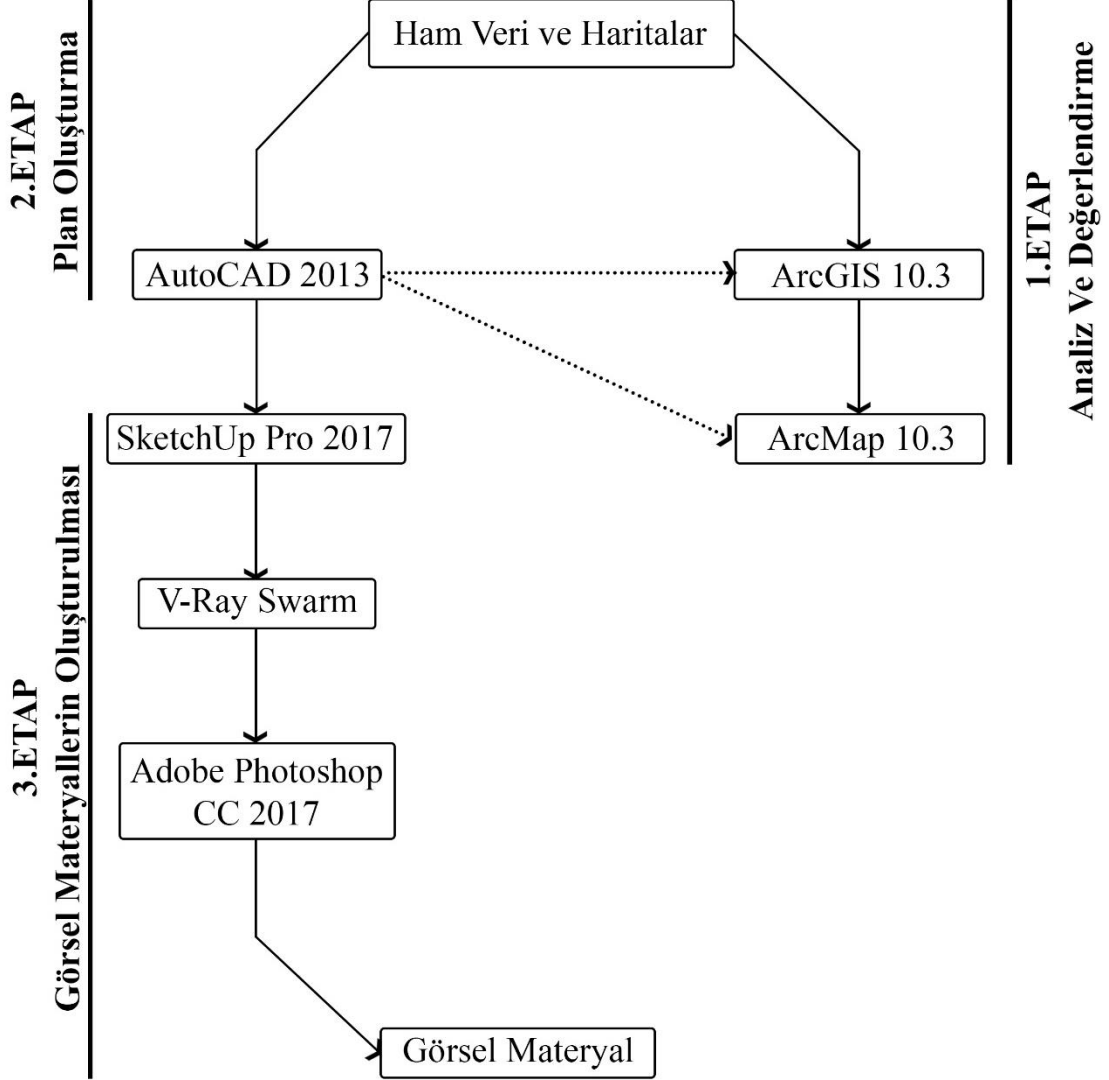 Ham Veri ve Haritalar
2.ETAP
Plan Oluşturma
1.ETAP
Analiz Ve Değerlendirme
AutoCAD 2013
ArcGIS 10.3
SketchUp Pro 2017
ArcMap 10.3
3.ETAP
Görsel Materyallerin Oluşturulması
V-Ray Swarm
Adobe Photoshop
CC 2017
Görsel Materyal